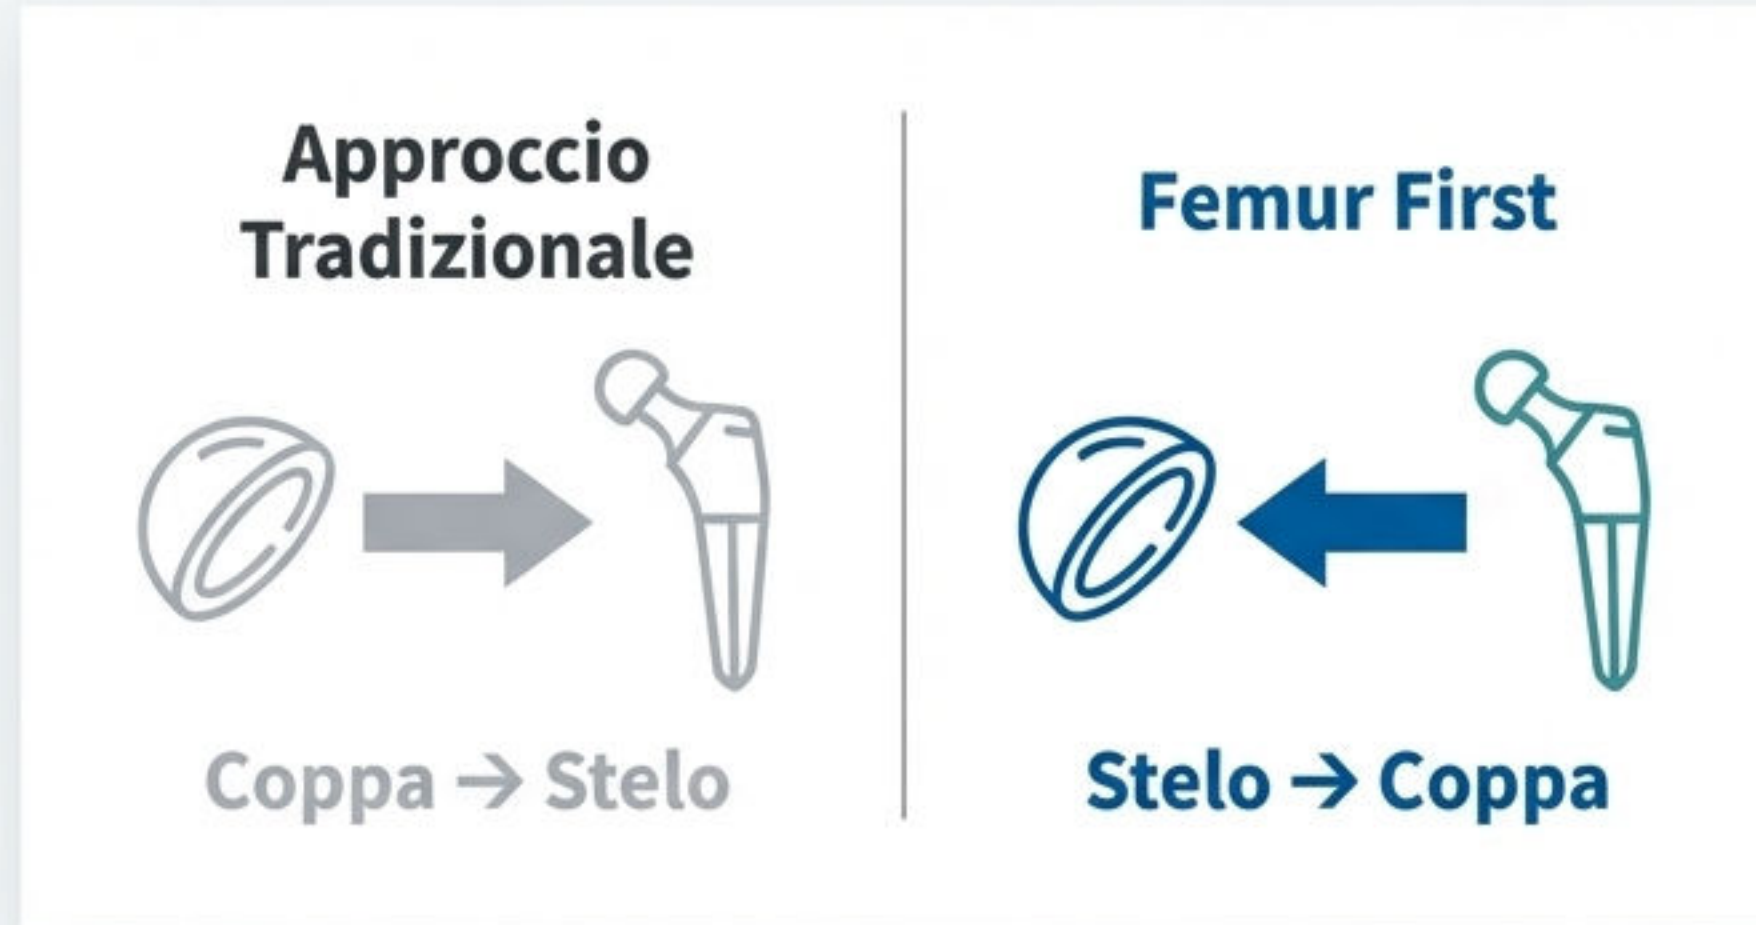 Approccio
Tradizionale
Coppa → Stelo
Femur First
Stelo → Coppa